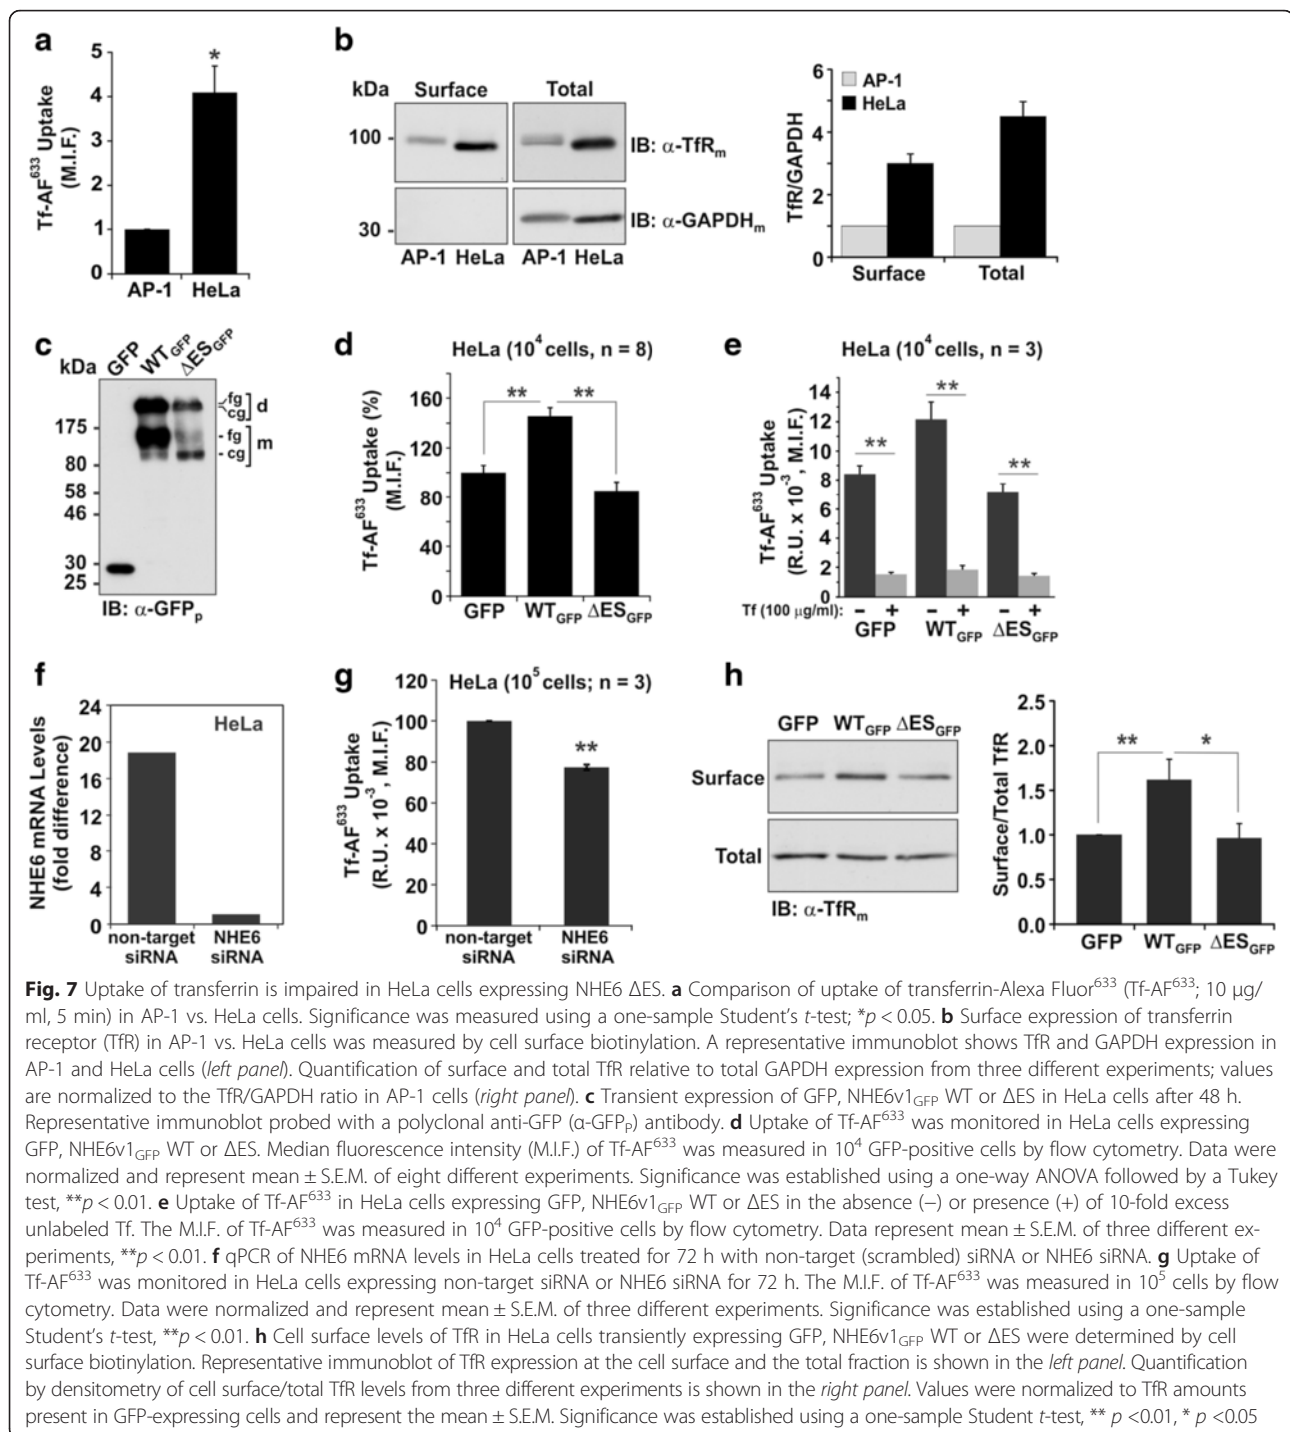 a
5
4
3
2
1
0
Tf-AF633 Uptake
(M.I.F.)
*
AP-1 HeLa
b
kDa Surface Total
100
30
IB: α-TfRm
IB: α-GAPDHm
AP-1 HeLa AP-1 HeLa
6
4
2
0
TfR/GAPDH
AP-1
HeLa
Surface Total
c
kDa GFP WTGFP ΔESGFP
175
80
58
46
30
25
fg
cg
d
fg
cg
m
IB: α-GFPp
d
HeLa (10^4 cells, n = 8)
160
120
80
40
0
Tf-AF633 Uptake (%)
(M.I.F.)
** **
GFP WTGFP ΔESGFP
e
HeLa (10^4 cells, n = 3)
14
12
10
8
6
4
2
0
Tf-AF633 Uptake
(R.U. x 10^-3, M.I.F.)
** ** **
Tf (100 µg/ml): − + − + − +
GFP WTGFP ΔESGFP
f
24
20
16
12
8
4
0
NHE6 mRNA Levels
(fold difference)
HeLa
non-target NHE6
siRNA siRNA
g
HeLa (10^5 cells; n = 3)
120
100
80
60
40
20
0
Tf-AF633 Uptake
(R.U. x 10^-3, M.I.F.)
**
non-target NHE6
siRNA siRNA
h
GFP WTGFP ΔESGFP
Surface
Total
IB: α-TfRm
2.5
2.0
1.5
1.0
0.5
0.0
Surface/Total TfR
** *
GFP WTGFP ΔESGFP
Fig. 7 Uptake of transferrin is impaired in HeLa cells expressing NHE6 ΔES. a Comparison of uptake of transferrin-Alexa Fluor633 (Tf-AF633; 10 µg/
ml, 5 min) in AP-1 vs. HeLa cells. Significance was measured using a one-sample Student's t-test; *p < 0.05. b Surface expression of transferrin
receptor (TfR) in AP-1 vs. HeLa cells was measured by cell surface biotinylation. A representative immunoblot shows TfR and GAPDH expression in
AP-1 and HeLa cells (left panel). Quantification of surface and total TfR relative to total GAPDH expression from three different experiments; values
are normalized to the TfR/GAPDH ratio in AP-1 cells (right panel). c Transient expression of GFP, NHE6v1GFP WT or ΔES in HeLa cells after 48 h.
Representative immunoblot probed with a polyclonal anti-GFP (α-GFPP) antibody. d Uptake of Tf-AF633 was monitored in HeLa cells expressing
GFP, NHE6v1GFP WT or ΔES. Median fluorescence intensity (M.I.F.) of Tf-AF633 was measured in 10^4 GFP-positive cells by flow cytometry. Data were
normalized and represent mean ± S.E.M. of eight different experiments. Significance was established using a one-way ANOVA followed by a Tukey
test, **p < 0.01. e Uptake of Tf-AF633 in HeLa cells expressing GFP, NHE6v1GFP WT or ΔES in the absence (−) or presence (+) of 10-fold excess
unlabeled Tf. The M.I.F. of Tf-AF633 was measured in 10^4 GFP-positive cells by flow cytometry. Data represent mean ± S.E.M. of three different ex-
periments, **p < 0.01. f qPCR of NHE6 mRNA levels in HeLa cells treated for 72 h with non-target (scrambled) siRNA or NHE6 siRNA. g Uptake of
Tf-AF633 was monitored in HeLa cells expressing non-target siRNA or NHE6 siRNA for 72 h. The M.I.F. of Tf-AF633 was measured in 10^5 cells by flow
cytometry. Data were normalized and represent mean ± S.E.M. of three different experiments. Significance was established using a one-sample
Student's t-test, **p < 0.01. h Cell surface levels of TfR in HeLa cells transiently expressing GFP, NHE6v1GFP WT or ΔES were determined by cell
surface biotinylation. Representative immunoblot of TfR expression at the cell surface and the total fraction is shown in the left panel. Quantification
by densitometry of cell surface/total TfR levels from three different experiments is shown in the right panel. Values were normalized to TfR amounts
present in GFP-expressing cells and represent the mean ± S.E.M. Significance was established using a one-sample Student t-test, ** p <0.01, * p <0.05